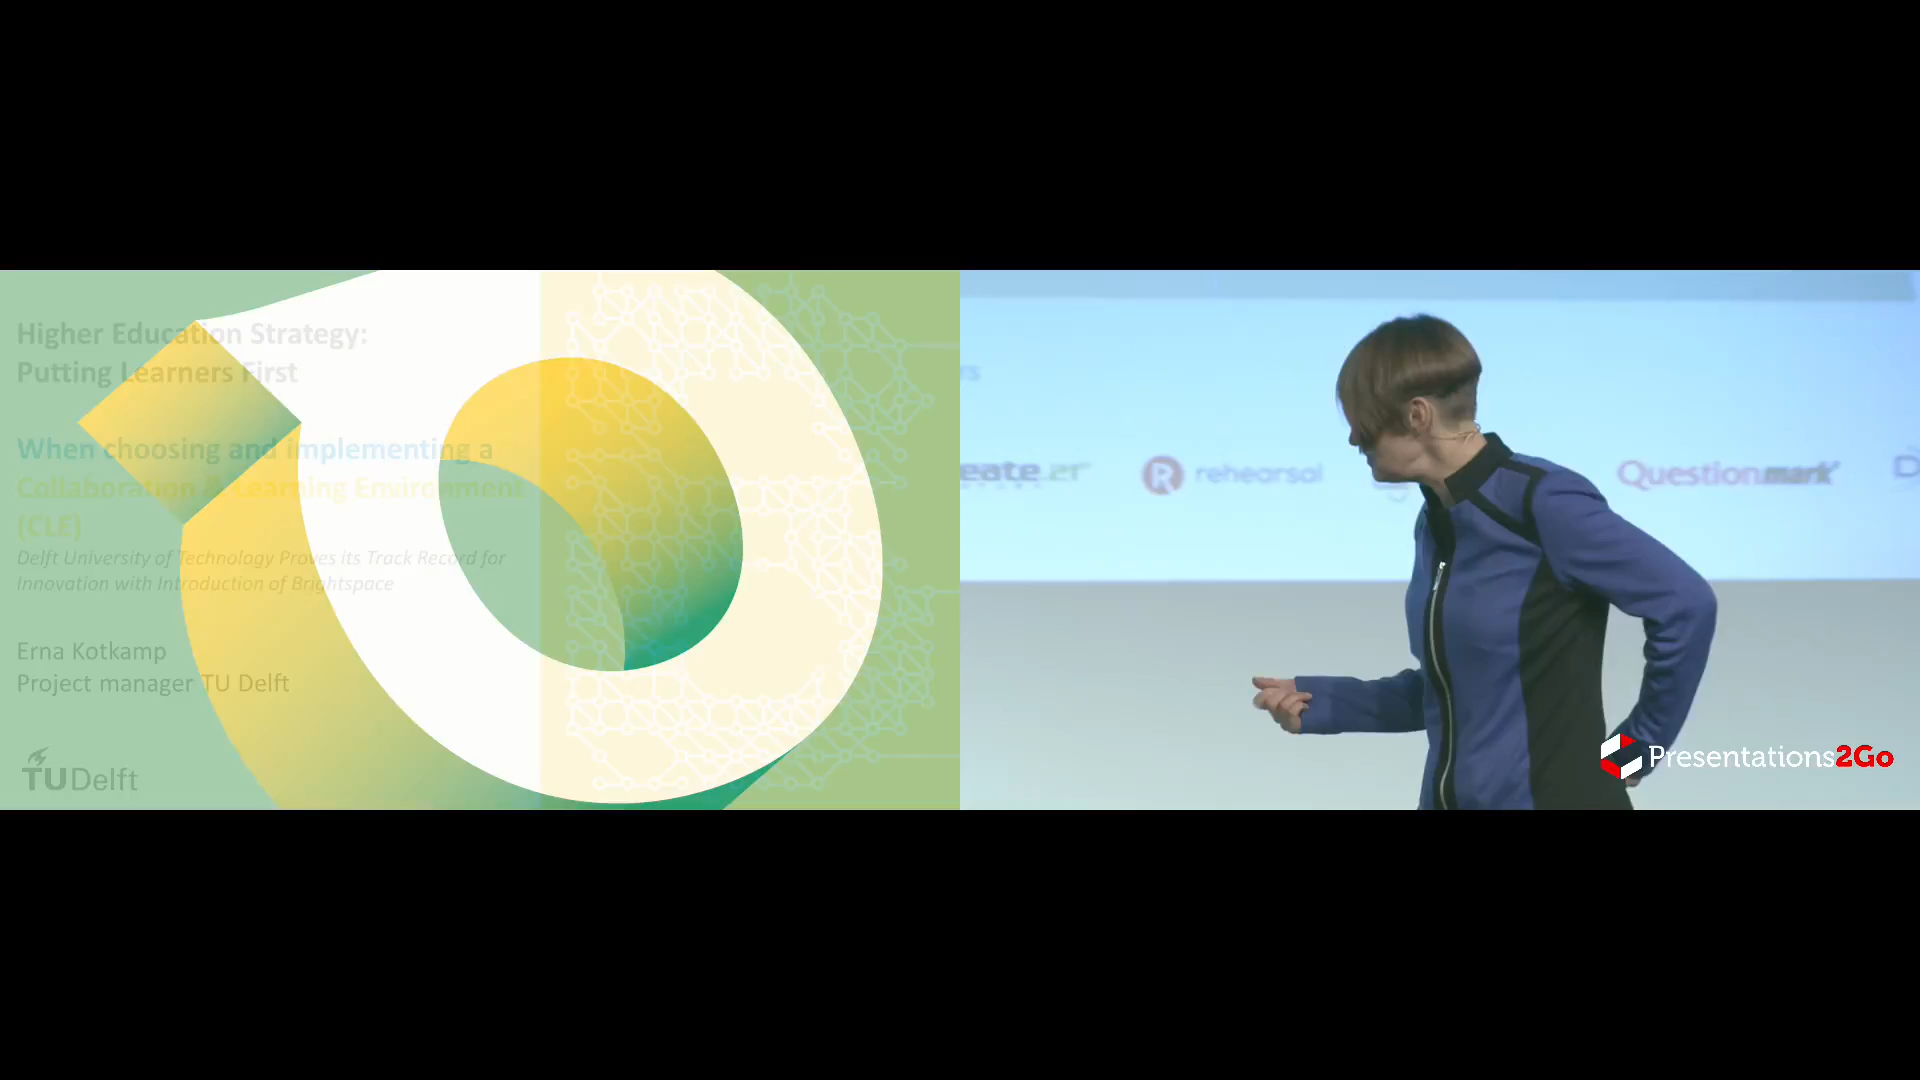 Higher Education Strategy:
Putting Learners First
When choosing and implementing a
Collaboration & Learning Environment
(CLE)
Delft University of Technology Proves its Track Record for
Innovation with Introduction of Brightspace
Erna Kotkamp
Project manager TU Delft
TUDelft
rehearsal
Questionmark
Presentations2Go